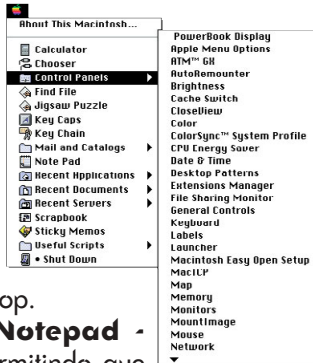 About This Macintosh...
Calculator
Chooser
Control Panels
Find File
Jigsaw Puzzle
Key Caps
Key Chain
Mail and Catalogs
Note Pad
Recent Applications
Recent Documents
Recent Servers
Scrapbook
Sticky Memos
Useful Scripts
• Shut Down
PowerBook Display
Apple Menu Options
ATM™ GX
AutoRemounter
Brightness
Cache Switch
CloseView
Color
ColorSync™ System Profile
CPU Energy Saver
Date & Time
Desktop Patterns
Extensions Manager
File Sharing Monitor
General Controls
Keyboard
Labels
Launcher
Macintosh Easy Open Setup
MacTCP
Map
Memory
Monitors
MountImage
Mouse
Network
op.
Notepad -
rmitindo que